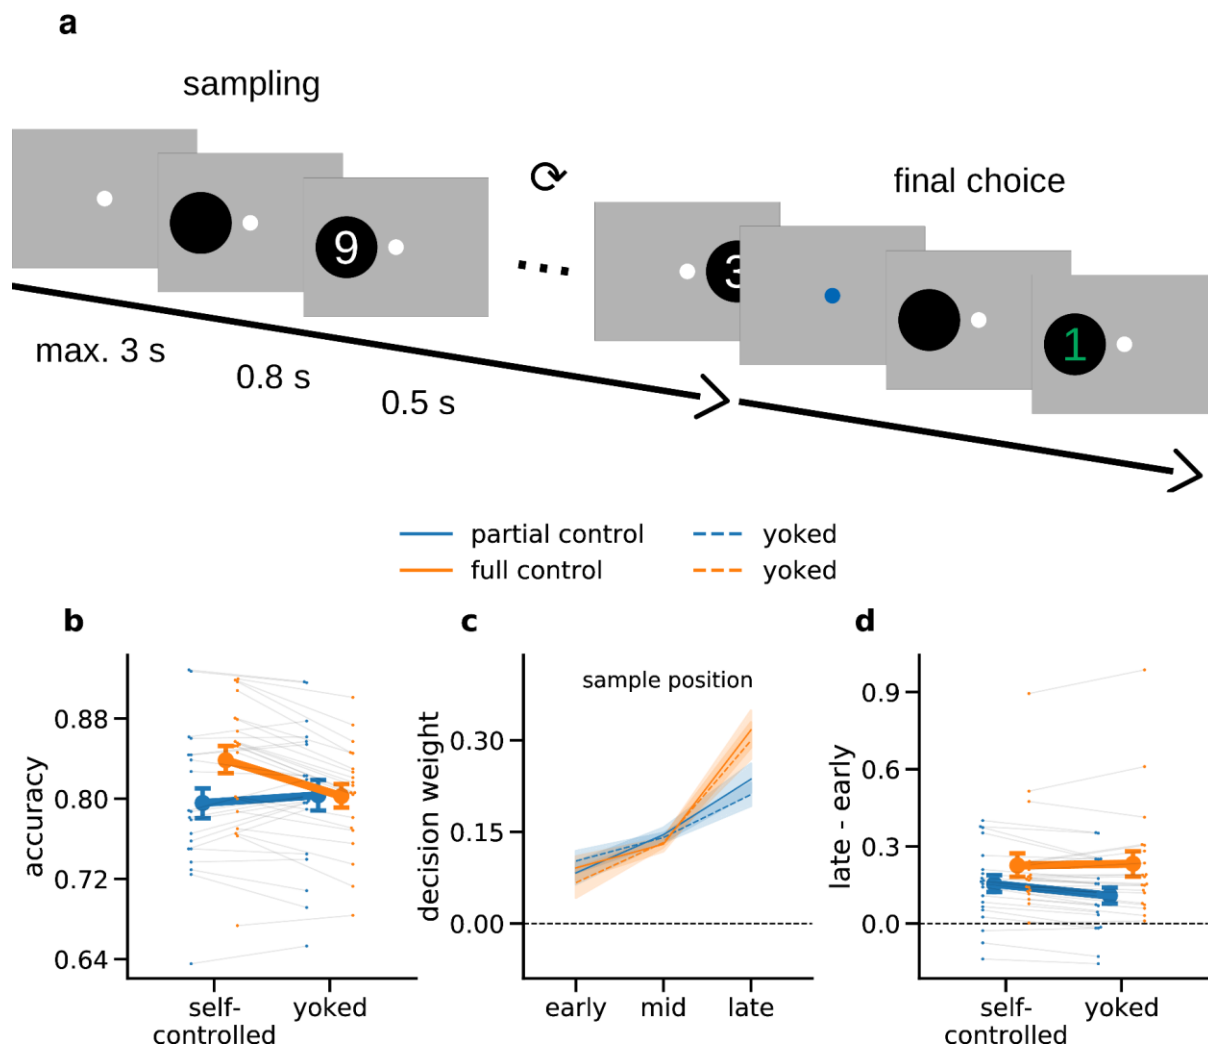 a
sampling
final choice
9
3
1
max. 3 s
0.8 s
0.5 s
partial control
yoked
full control
yoked
b
accuracy
0.88
0.80
0.72
0.64
self-
controlled
yoked
c
sample position
decision weight
0.30
0.15
0.00
early
mid
late
d
late - early
0.9
0.6
0.3
0.0
self-
controlled
yoked